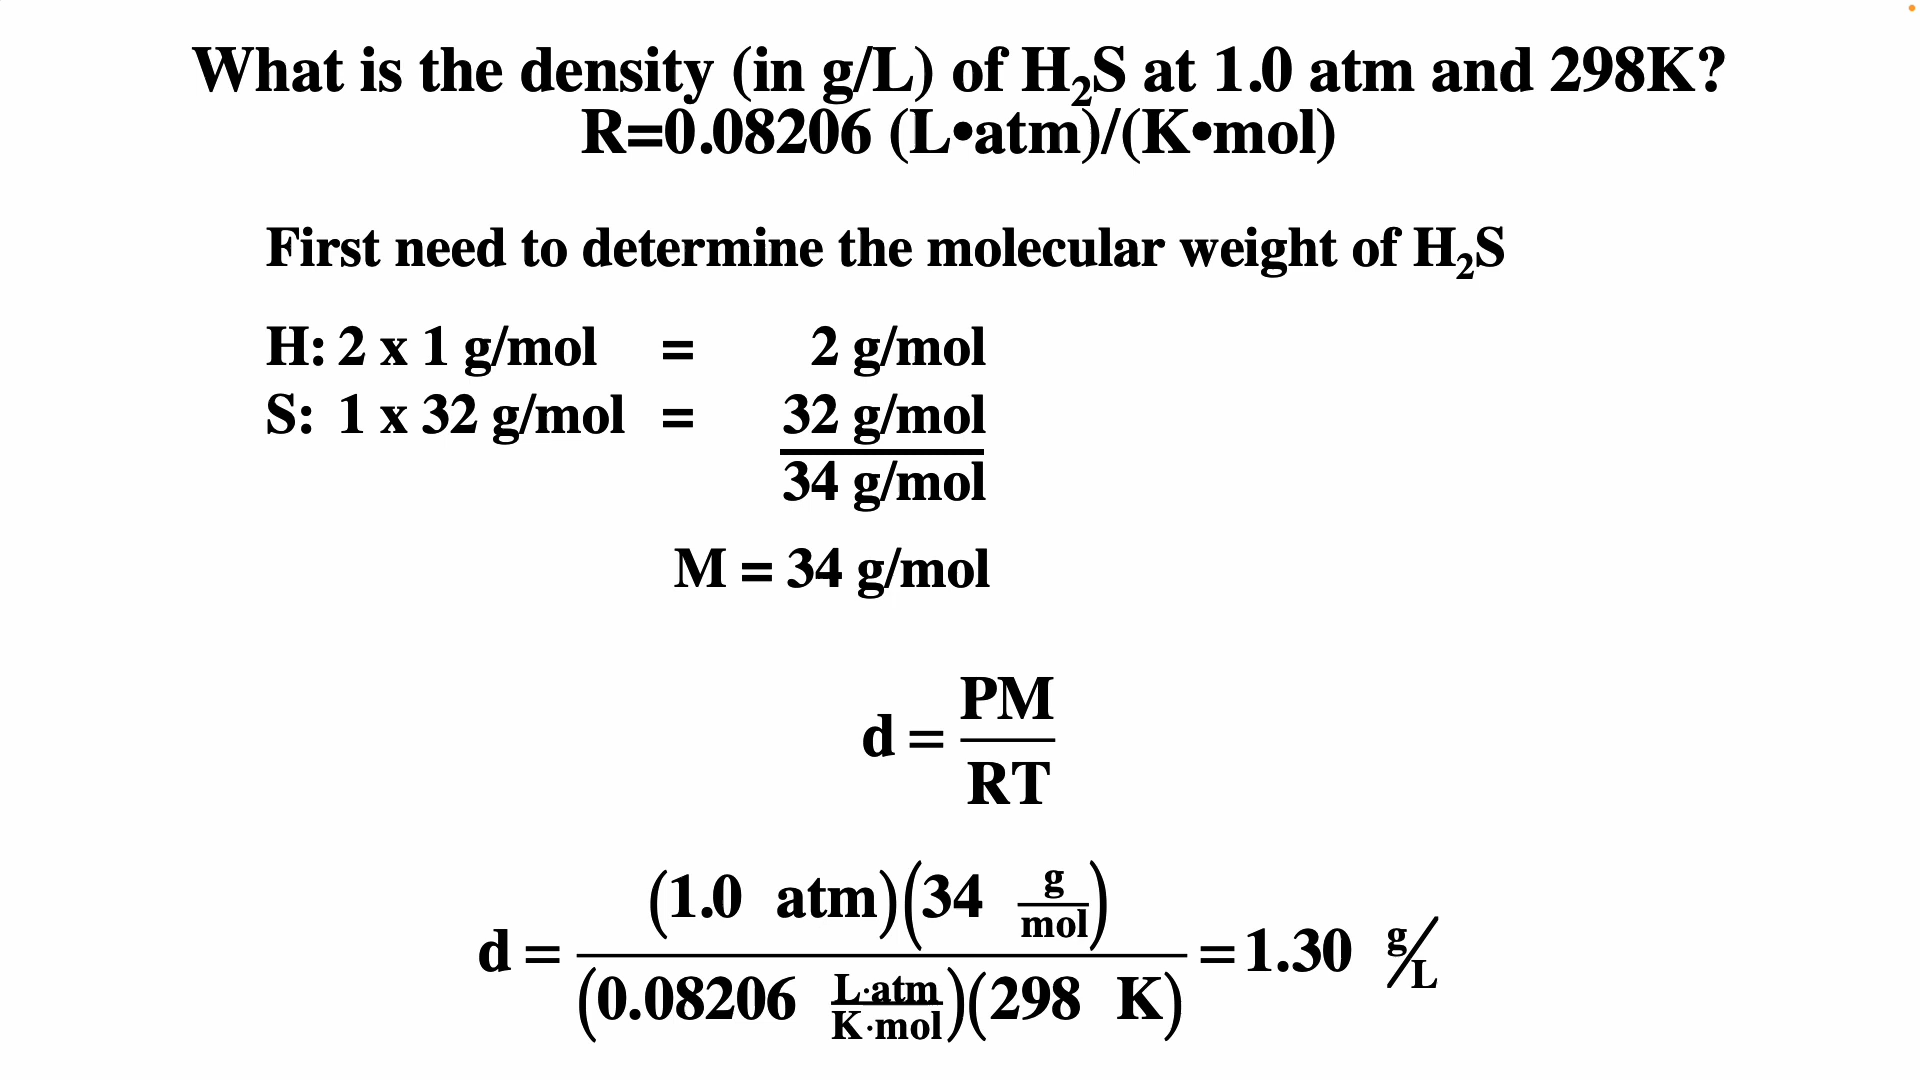 What is the density (in g/L) of H₂S at 1.0 atm and 298K?
R=0.08206 (L•atm)/(K•mol)
First need to determine the molecular weight of H₂S
H: 2 x 1 g/mol = 2 g/mol
S: 1 x 32 g/mol = 32 g/mol
34 g/mol
M = 34 g/mol
d = PM / RT
d = (1.0 atm)(34 g/mol) / (0.08206 L·atm/K·mol)(298 K) = 1.30 g/L